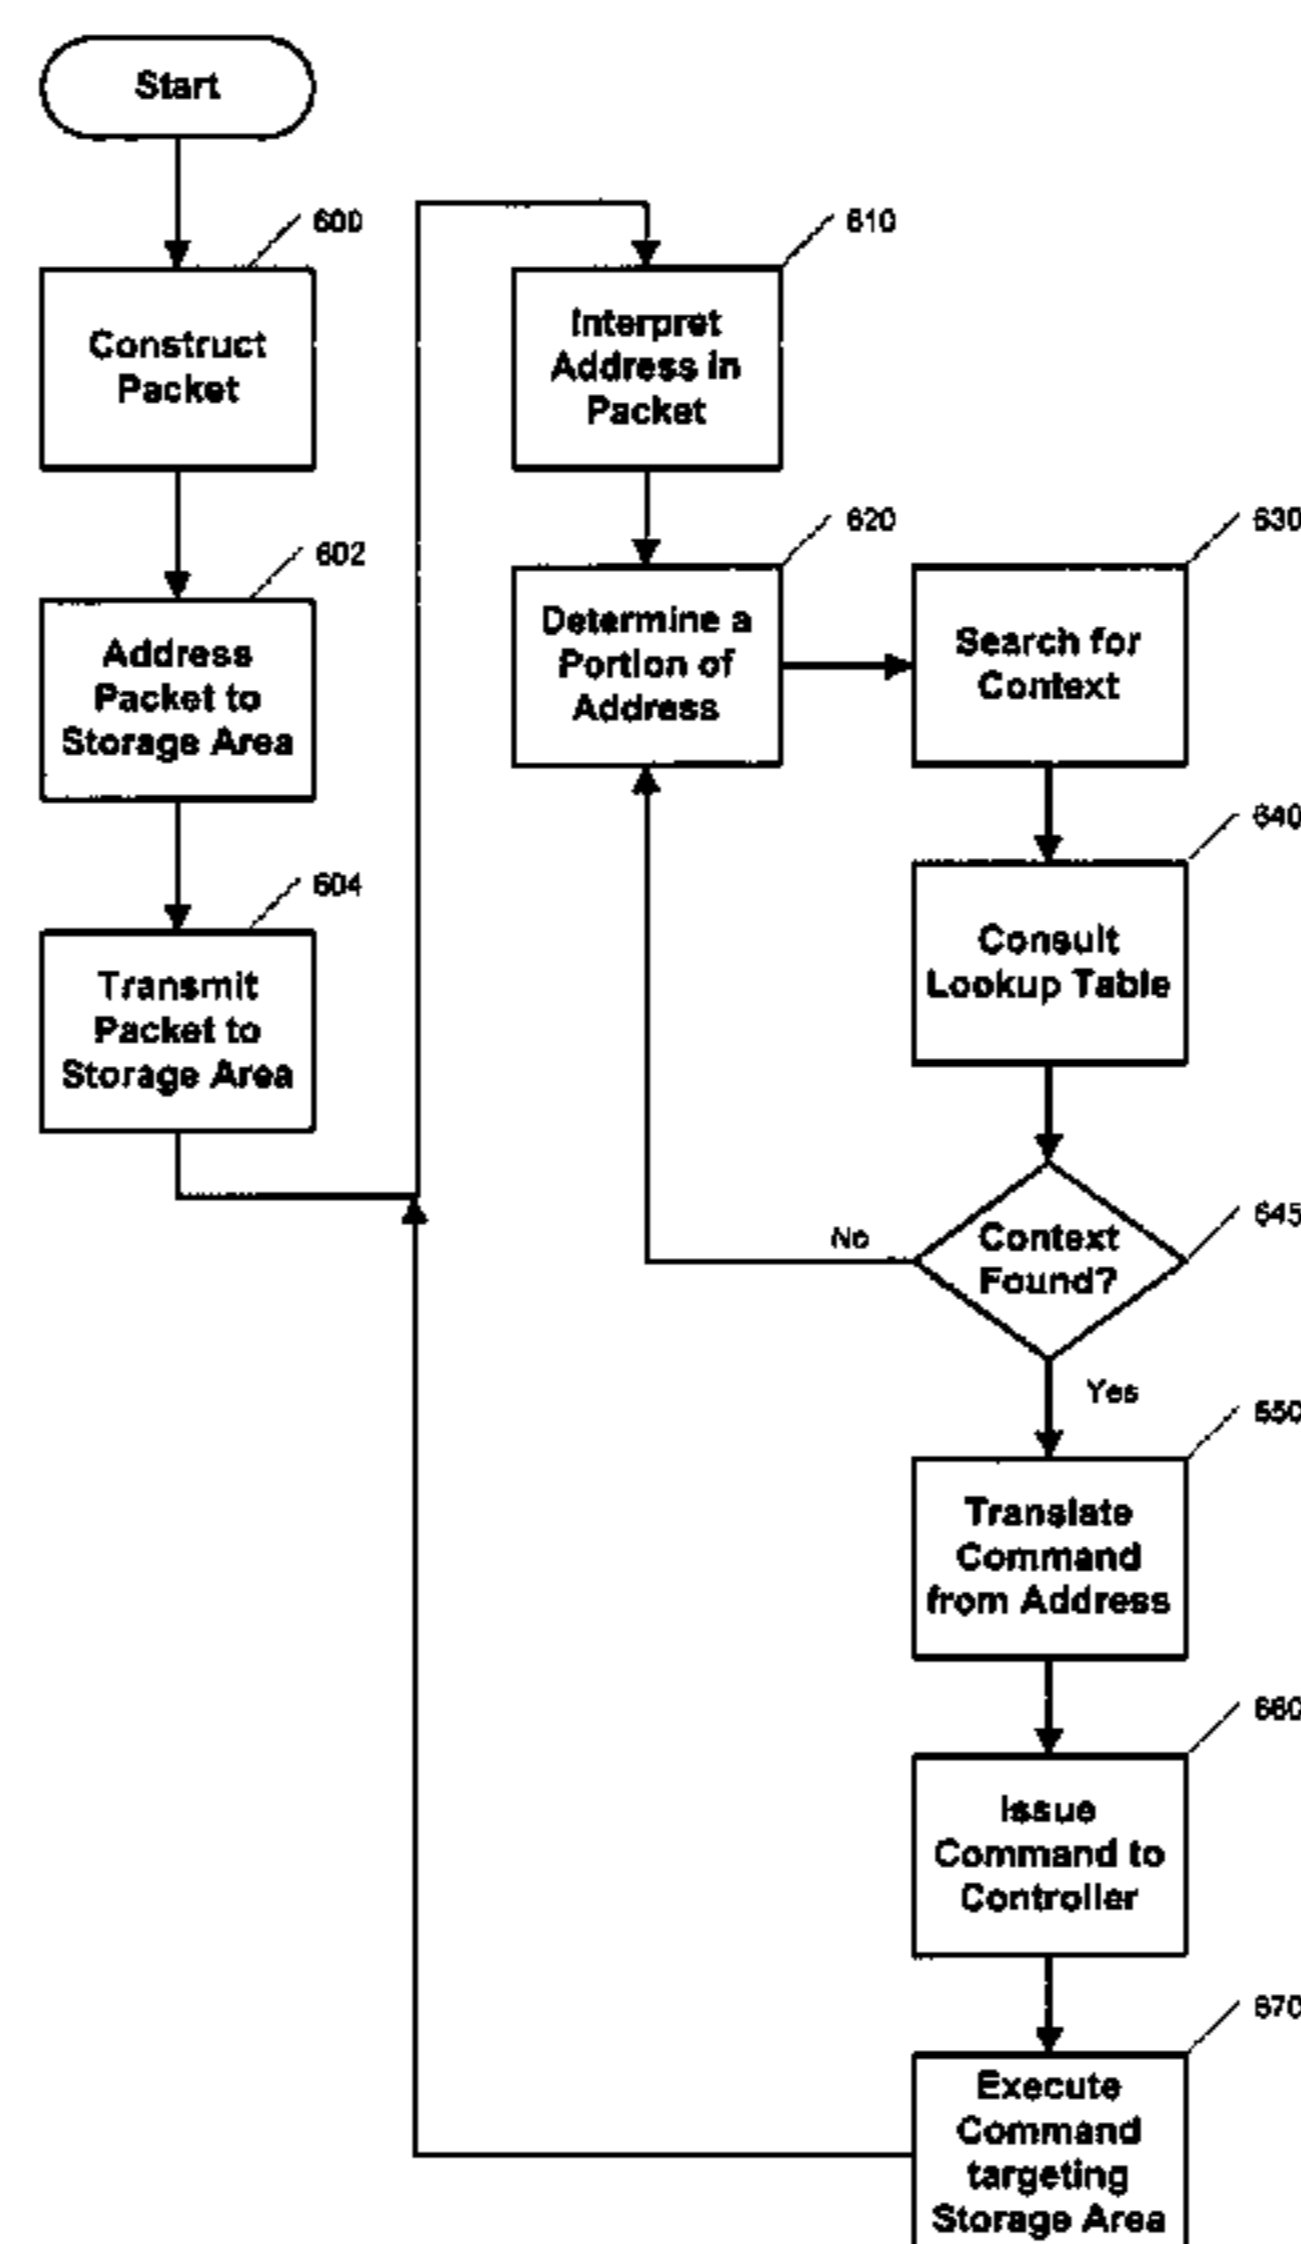 Start
600
Construct
Packet
602
Address
Packet to
Storage Area
604
Transmit
Packet to
Storage Area
610
Interpret
Address in
Packet
620
Determine a
Portion of
Address
630
Search for
Context
640
Consult
Lookup Table
645
Context
Found?
No
Yes
650
Translate
Command
from Address
660
Issue
Command to
Controller
670
Execute
Command
targeting
Storage Area